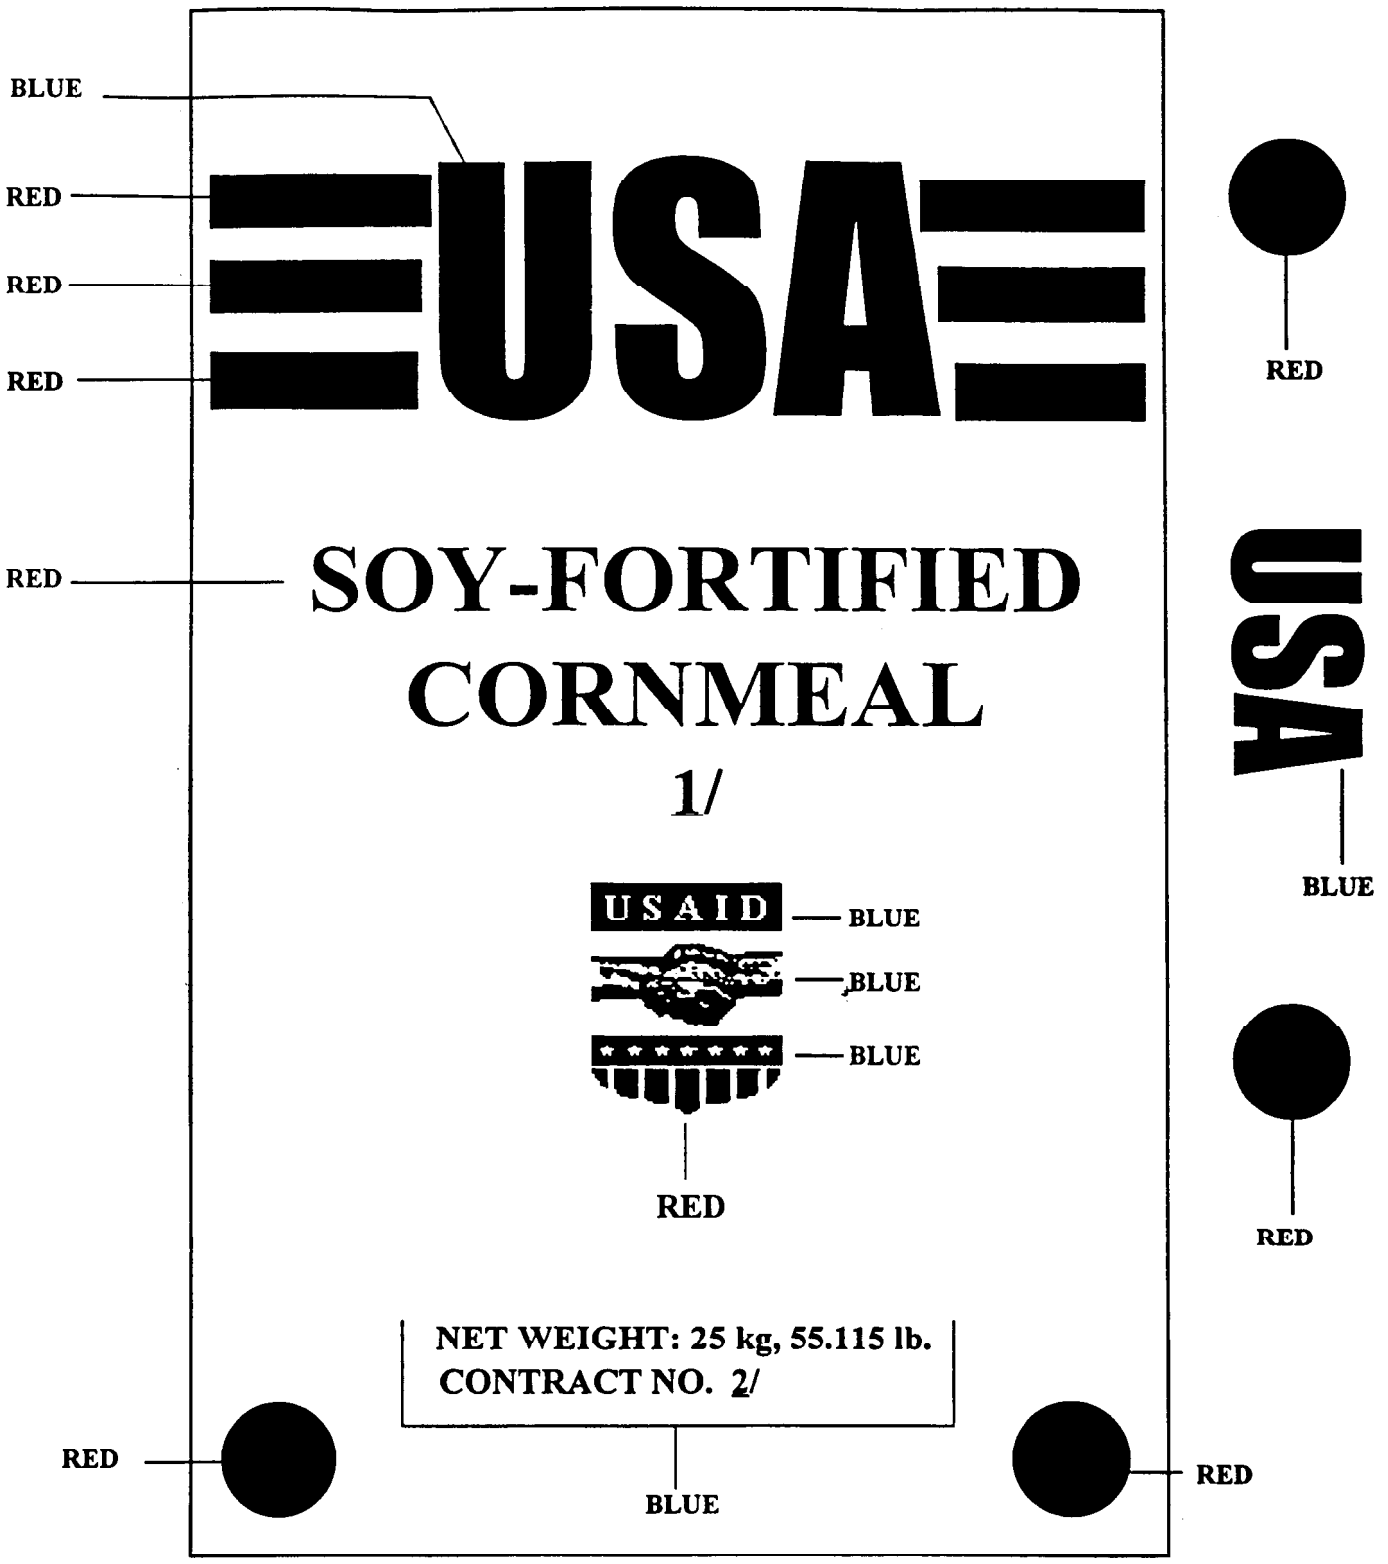 BLUE
USA
RED
RED
RED
RED
RED
SOY-FORTIFIED
CORNMEAL
1/
USA
BLUE
USAID
BLUE
BLUE
BLUE
RED
RED
NET WEIGHT: 25 kg, 55.115 lb.
CONTRACT NO. 2/
RED
RED
BLUE